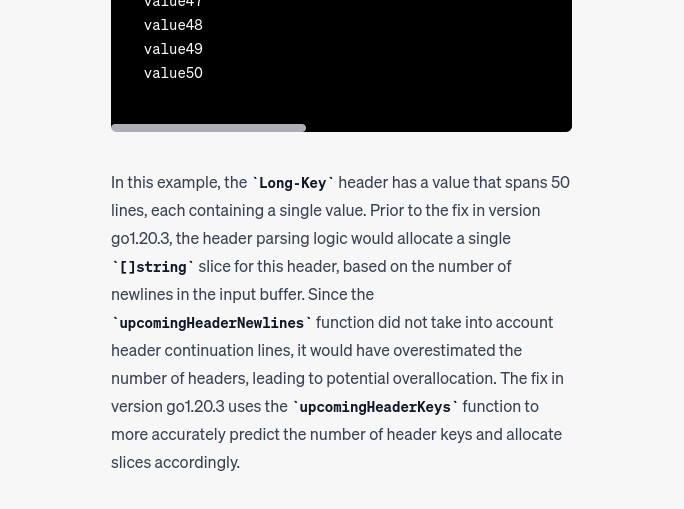 value47
value48
value49
value50
In this example, the `Long-Key` header has a value that spans 50
lines, each containing a single value. Prior to the fix in version
go1.20.3, the header parsing logic would allocate a single
`[]string` slice for this header, based on the number of
newlines in the input buffer. Since the
`upcomingHeaderNewlines` function did not take into account
header continuation lines, it would have overestimated the
number of headers, leading to potential overallocation. The fix in
version go1.20.3 uses the `upcomingHeaderKeys` function to
more accurately predict the number of header keys and allocate
slices accordingly.